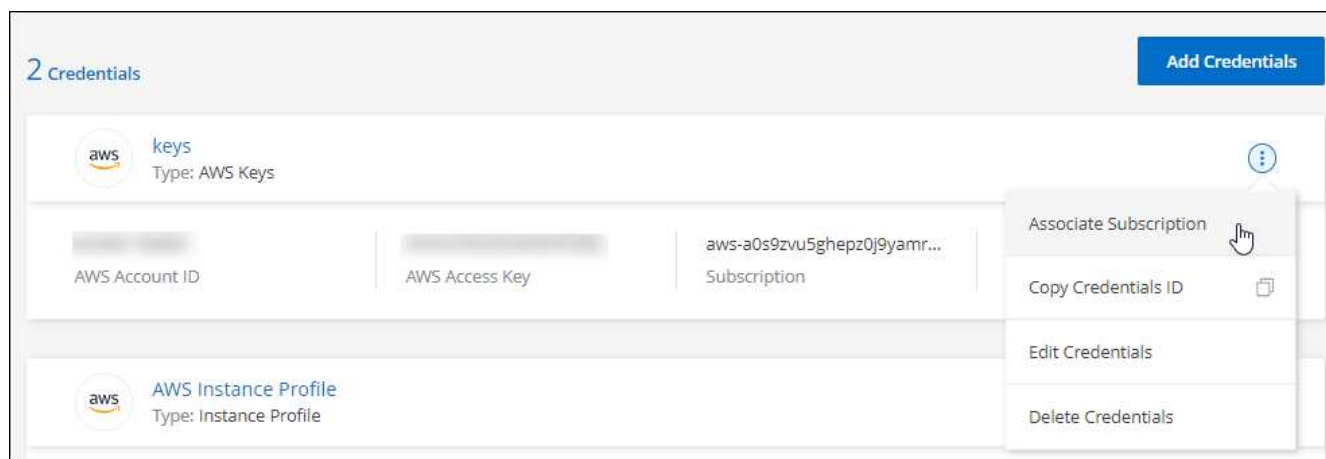 2 Credentials
Add Credentials
aws
keys
Type: AWS Keys
AWS Account ID
AWS Access Key
aws-a0s9zvu5ghepz0j9yamr...
Subscription
Associate Subscription
Copy Credentials ID
Edit Credentials
Delete Credentials
aws
AWS Instance Profile
Type: Instance Profile